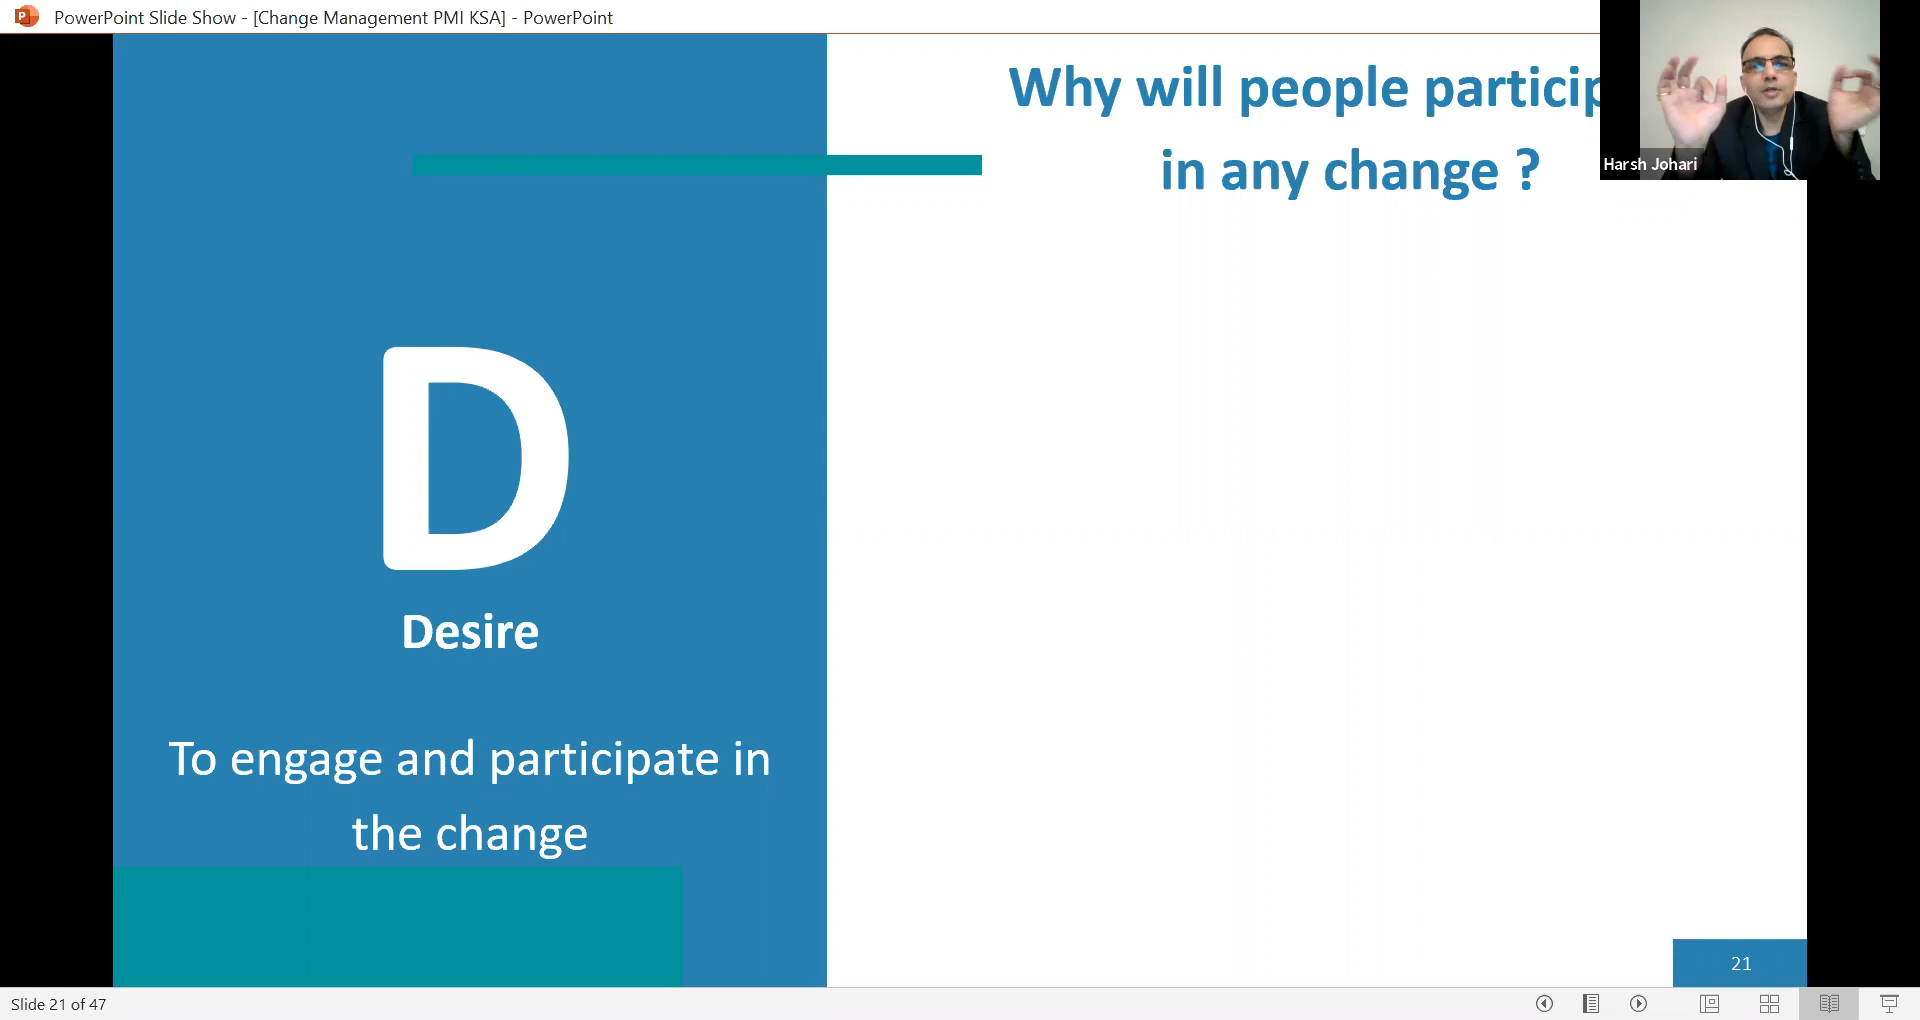 PowerPoint Slide Show - [Change Management PMI KSA] - PowerPoint
Why will people particip
in any change ?
Harsh Johari
D
Desire
To engage and participate in
the change
21
Slide 21 of 47